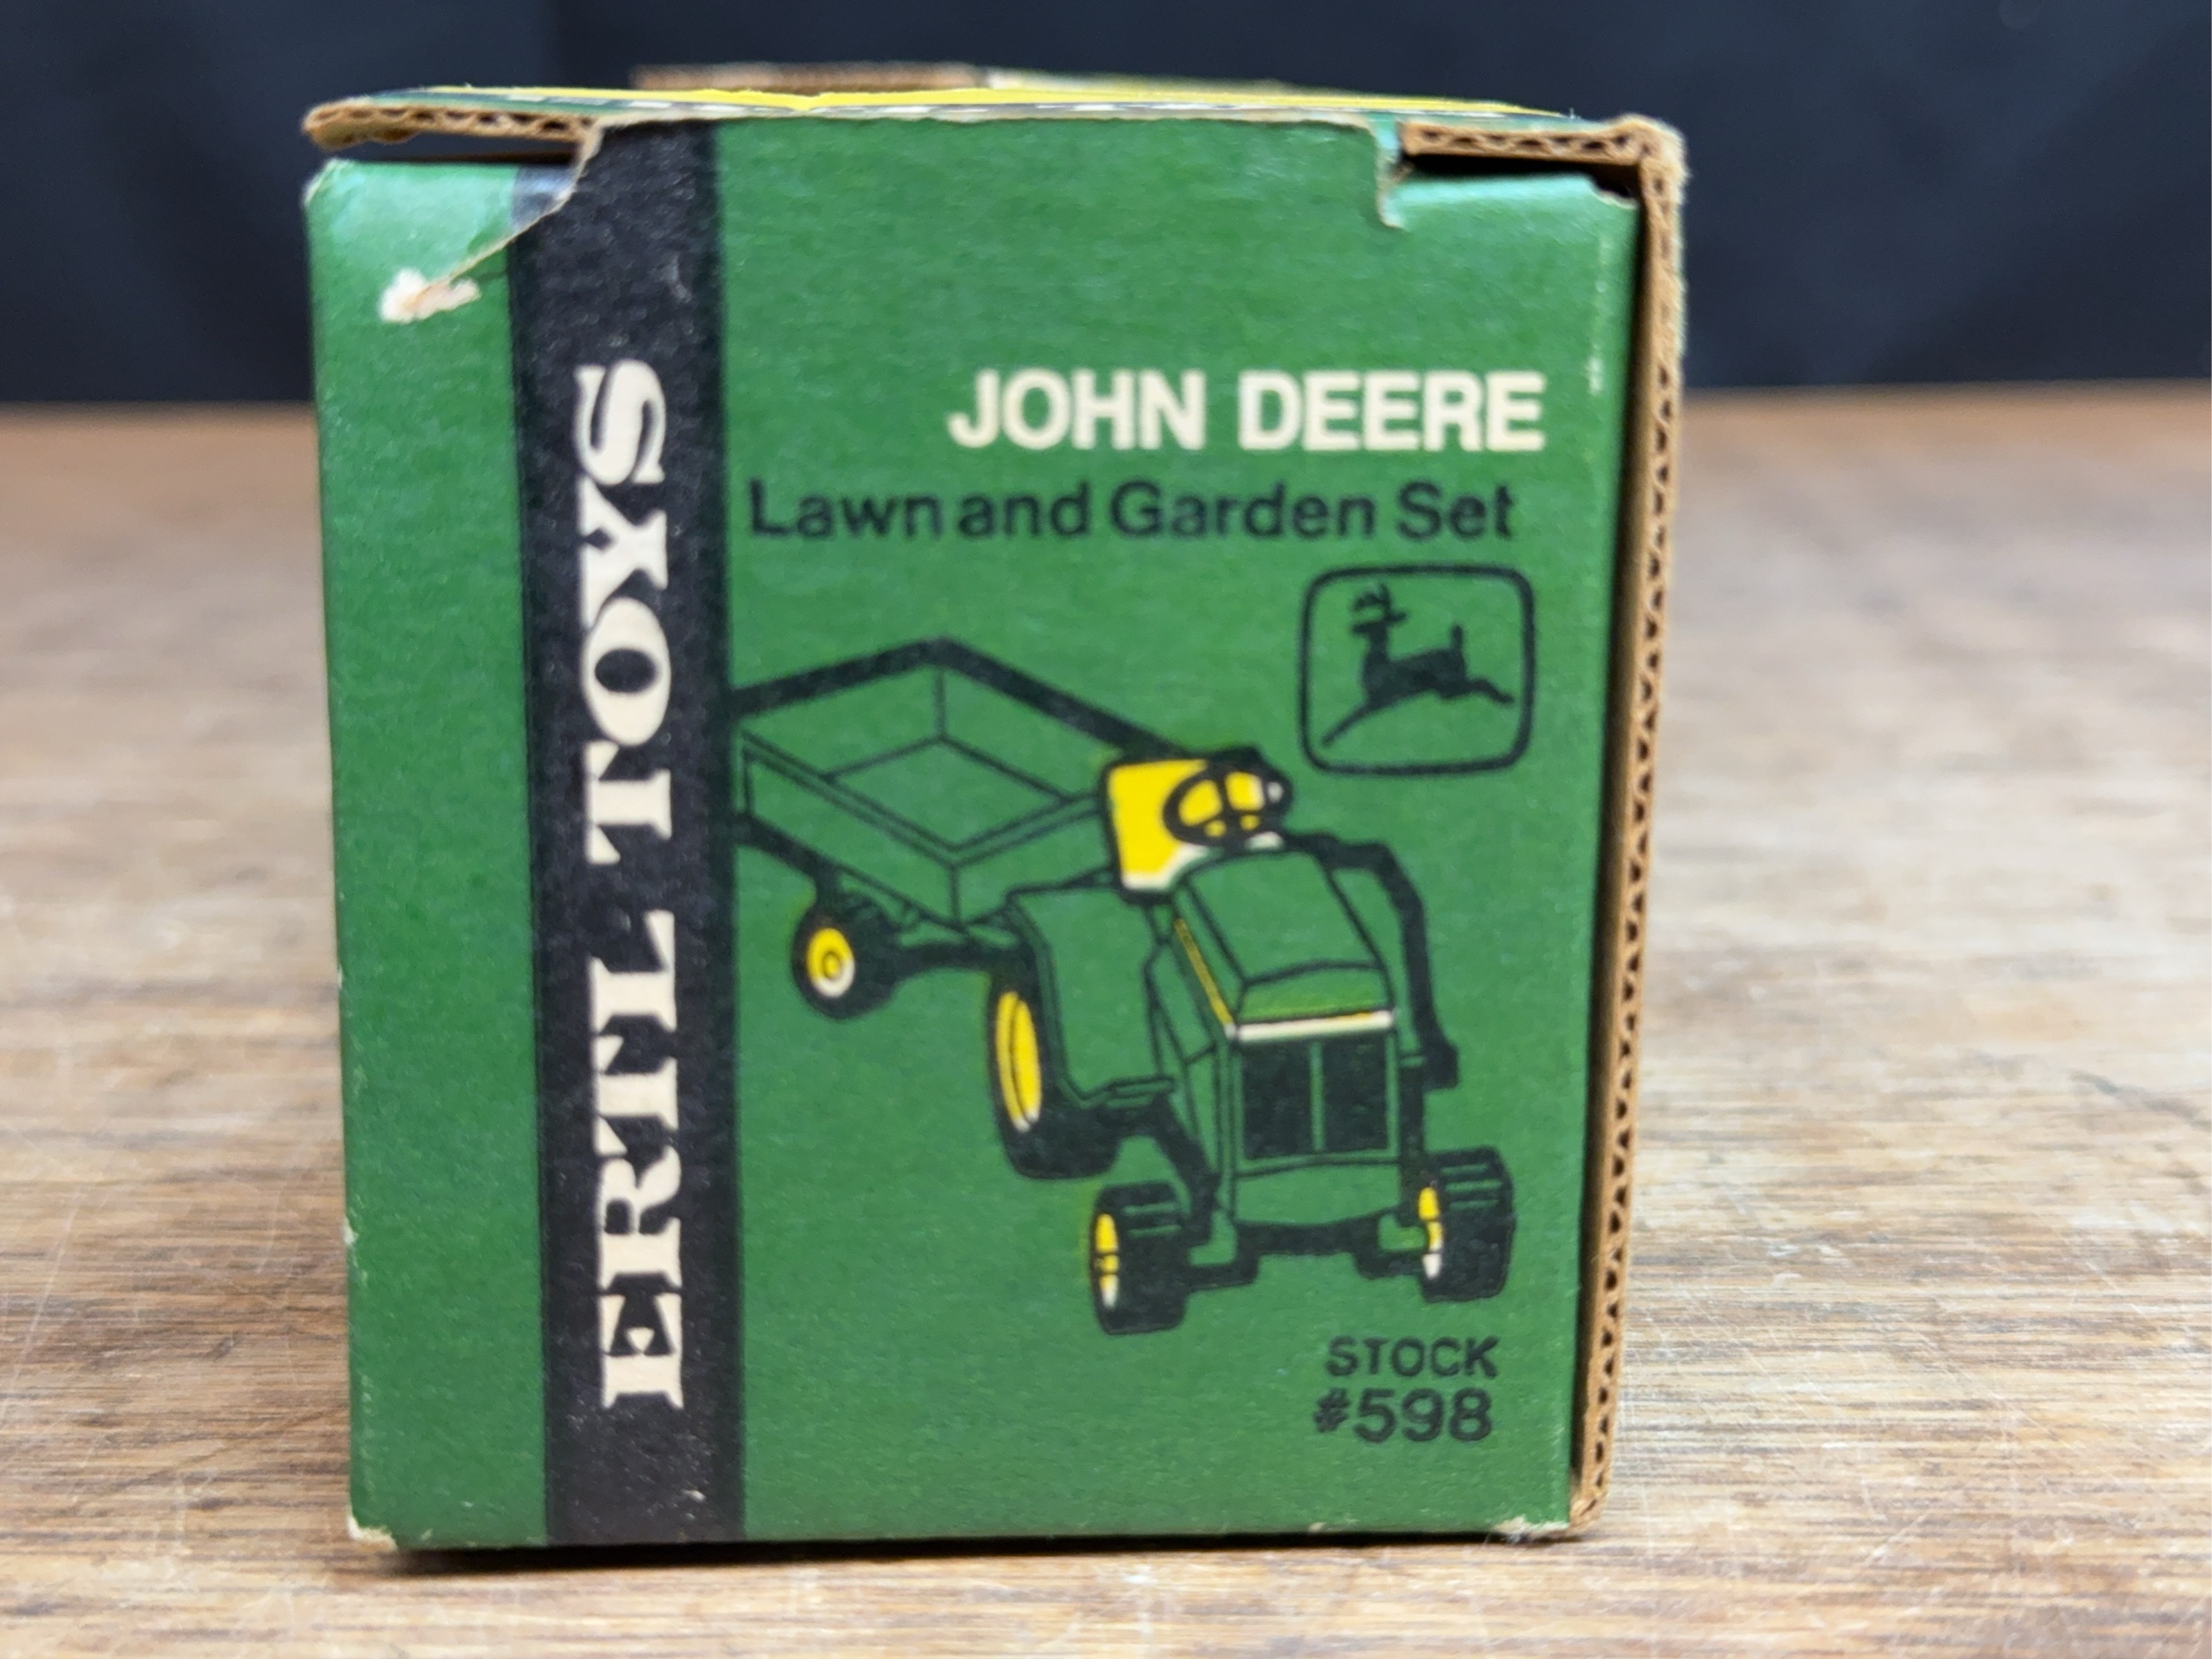 ERTL TOYS
JOHN DEERE
Lawn and Garden Set
STOCK
#598